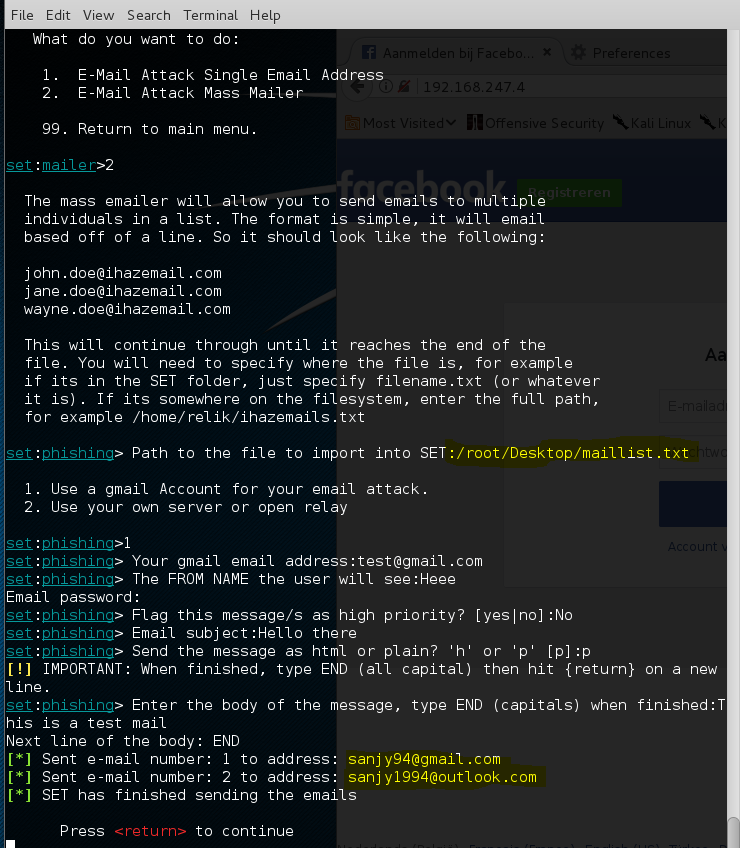 File Edit View Search Terminal Help
What do you want to do:
1. E-Mail Attack Single Email Address
2. E-Mail Attack Mass Mailer
99. Return to main menu.
set:mailer>2
The mass emailer will allow you to send emails to multiple
individuals in a list. The format is simple, it will email
based off of a line. So it should look like the following:
john.doe@ihazemail.com
jane.doe@ihazemail.com
wayne.doe@ihazemail.com
This will continue through until it reaches the end of the
file. You will need to specify where the file is, for example
if its in the SET folder, just specify filename.txt (or whatever
it is). If its somewhere on the filesystem, enter the full path,
for example /home/relik/ihazemails.txt
set:phishing> Path to the file to import into SET:/root/Desktop/maillist.txt
1. Use a gmail Account for your email attack.
2. Use your own server or open relay
set:phishing>1
set:phishing> Your gmail email address:test@gmail.com
set:phishing> The FROM NAME the user will see:Heee
Email password:
set:phishing> Flag this message/s as high priority? [yes|no]:No
set:phishing> Email subject:Hello there
set:phishing> Send the message as html or plain? 'h' or 'p' [p]:p
[!] IMPORTANT: When finished, type END (all capital) then hit {return} on a new
line.
set:phishing> Enter the body of the message, type END (capitals) when finished:T
his is a test mail
Next line of the body: END
[*] Sent e-mail number: 1 to address: sanjy94@gmail.com
[*] Sent e-mail number: 2 to address: sanjy1994@outlook.com
[*] SET has finished sending the emails
Press <return> to continue
Aanmelden bij Facebo... × Preferences
192.168.247.4
Most Visited Offensive Security Kali Linux K
facebook Registreren
Aa
E-mailad
Account v